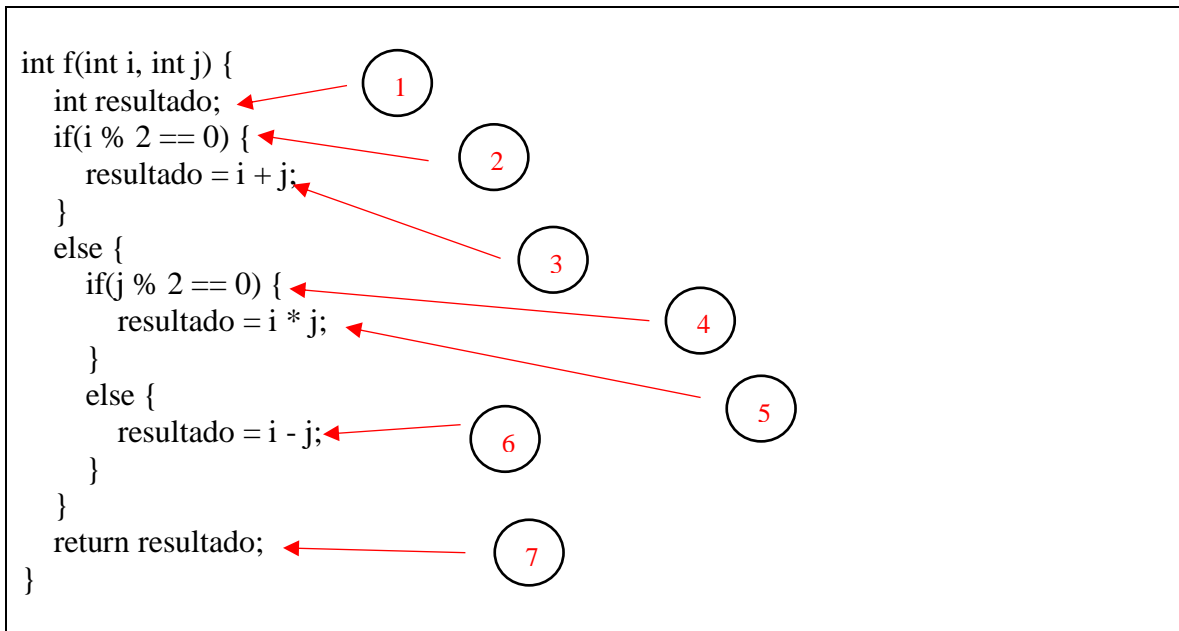 int f(int i, int j) {
int resultado;
1
if(i % 2 == 0) {
2
resultado = i + j;
}
3
else {
if(j % 2 == 0) {
4
resultado = i * j;
}
5
else {
resultado = i - j;
6
}
}
return resultado;
7
}